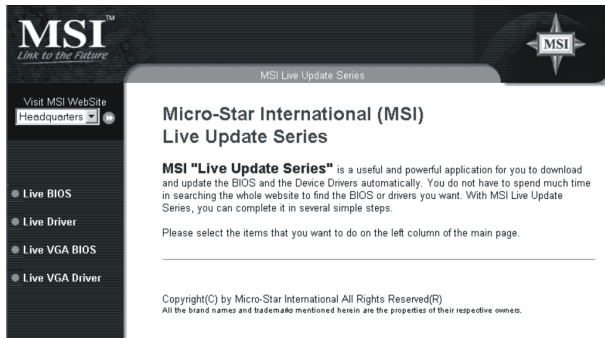 MSI™
Link to the Future
MSI
MSI Live Update Series
Visit MSI WebSite
Headquarters
Live BIOS
Live Driver
Live VGA BIOS
Live VGA Driver
Micro-Star International (MSI)
Live Update Series
MSI "Live Update Series" is a useful and powerful application for you to download
and update the BIOS and the Device Drivers automatically. You do not have to spend much time
in searching the whole website to find the BIOS or drivers you want. With MSI Live Update
Series, you can complete it in several simple steps.
Please select the items that you want to do on the left column of the main page.
Copyright(C) by Micro-Star International All Rights Reserved(R)
All the brand names and trademarks mentioned herein are the properties of their respective owners.